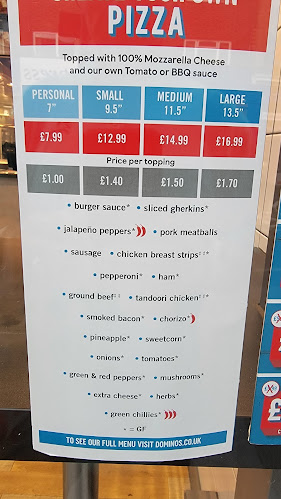 PIZZA
Topped with 100% Mozzarella Cheese
and our own Tomato or BBQ sauce
PERSONAL SMALL MEDIUM LARGE
7" 9.5" 11.5" 13.5"
£7.99 £12.99 £14.99 £16.99
Price per topping
£1.00 £1.40 £1.50 £1.70
• burger sauce* • sliced gherkins*
• jalapeño peppers* • pork meatballs
• sausage • chicken breast strips‡‡*
• pepperoni* • ham*
• ground beef‡‡ • tandoori chicken‡‡*
• smoked bacon* • chorizo*
• pineapple* • sweetcorn*
• onions* • tomatoes*
• green & red peppers* • mushrooms*
• extra cheese* • herbs*
• green chillies*
* = GF
TO SEE OUR FULL MENU VISIT DOMINOS.CO.UK